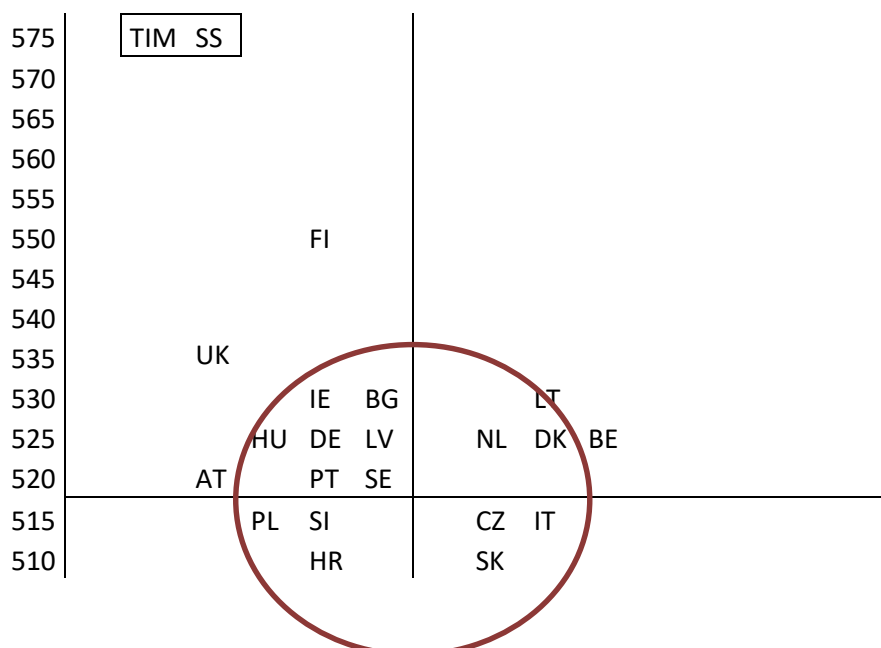 575 TIM SS
570
565
560
555
550 FI
545
540
535 UK
530 IE BG LT
525 HU DE LV NL DK BE
520 AT PT SE
515 PL SI CZ IT
510 HR SK